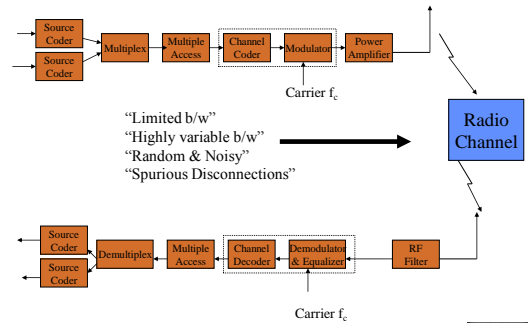 Source
Coder
Source
Coder
Multiplex
Multiple
Access
Channel
Coder
Modulator
Power
Amplifier
Carrier fc
"Limited b/w"
"Highly variable b/w"
"Random & Noisy"
"Spurious Disconnections"
Radio
Channel
Source
Coder
Source
Coder
Demultiplex
Multiple
Access
Channel
Decoder
Demodulator
& Equalizer
RF
Filter
Carrier fc